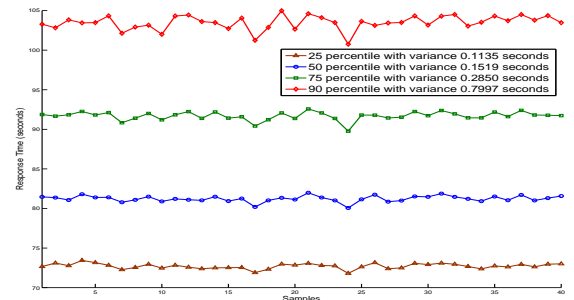 105
100
95
90
85
80
75
70
Response Time (seconds)
25 percentile with variance 0.1135 seconds
50 percentile with variance 0.1519 seconds
75 percentile with variance 0.2850 seconds
90 percentile with variance 0.7997 seconds
5 10 15 20 25 30 35 40
Samples